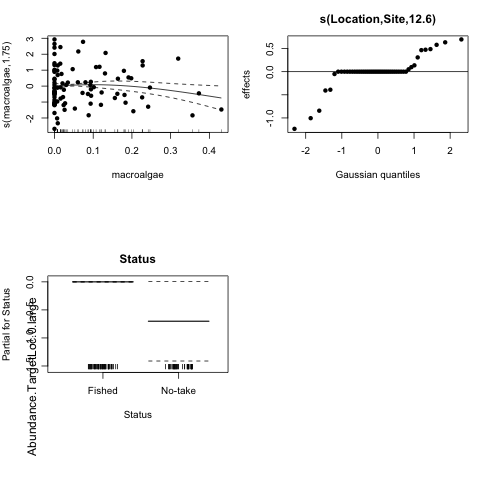 s(macroalgae,1.75)
3
2
1
0
-2
0.0 0.1 0.2 0.3 0.4
macroalgae
s(Location,Site,12.6)
effects
0.5
0.0
-1.0
-2 -1 0 1 2
Gaussian quantiles
Status
Partial for Status
0.0
Abundance.TargetLoc.0.large
Fished No-take
Status